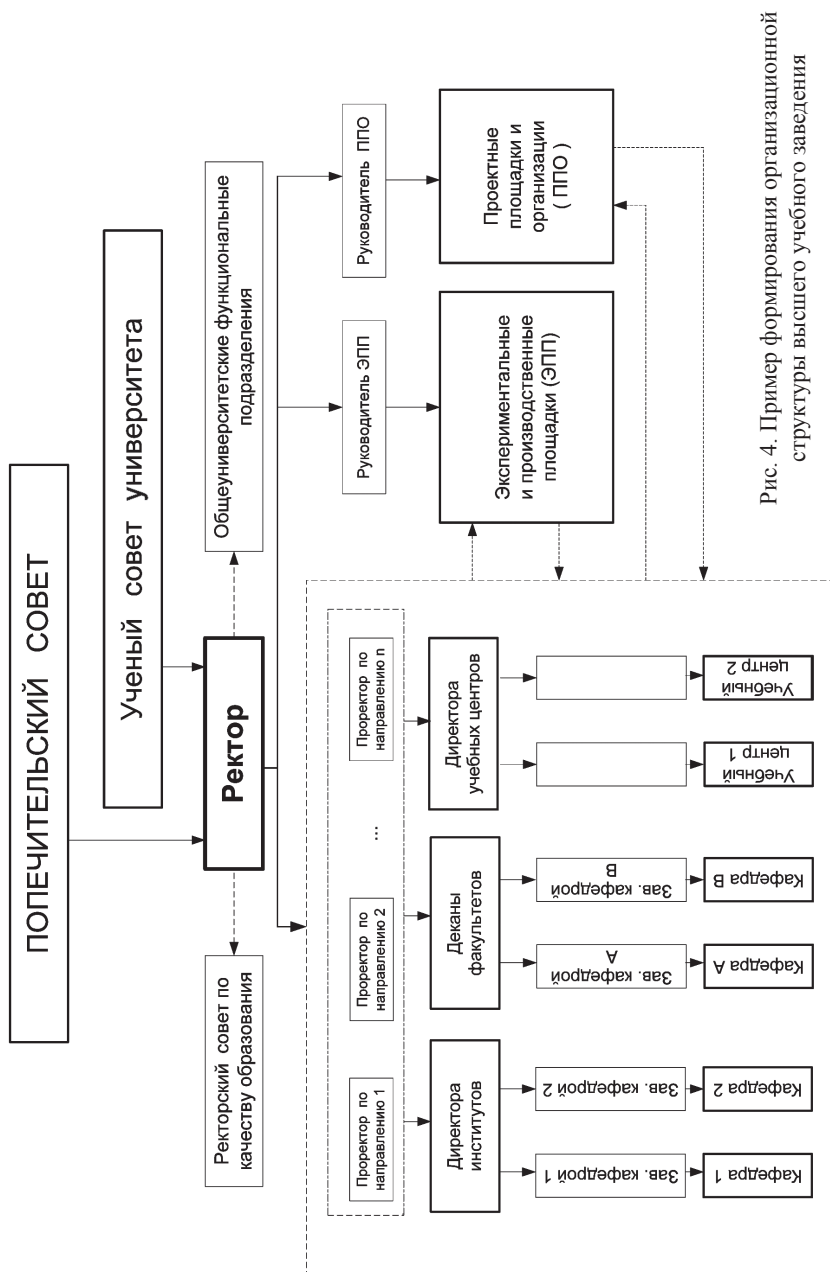 ПОПЕЧИТЕЛЬСКИЙ СОВЕТ
Ученый совет университета
Ректорский совет по
качеству образования
Ректор
Общеуниверситетские функциональные
подразделения
Проректор по
направлению 1
Проректор по
направлению 2
...
Проректор по
направлению n
Руководитель ЭПП
Руководитель ППО
Директора
институтов
Деканы
факультетов
Директора
учебных центров
Экспериментальные
и производственные
площадки (ЭПП)
Проектные
площадки и
организации
( ППО )
Зав. кафедрой 1
Зав. кафедрой 2
Зав. кафедрой
А
Зав. кафедрой
В
Кафедра 1
Кафедра 2
Кафедра А
Кафедра В
Учебный
центр 1
Учебный
центр 2
Рис. 4. Пример формирования организационной
структуры высшего учебного заведения